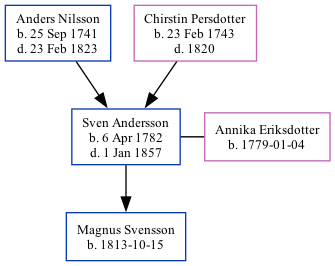 Anders Nilsson
b. 25 Sep 1741
d. 23 Feb 1823
Chirstin Persdotter
b. 23 Feb 1743
d. 1820
Sven Andersson
b. 6 Apr 1782
d. 1 Jan 1857
Annika Eriksdotter
b. 1779-01-04
Magnus Svensson
b. 1813-10-15